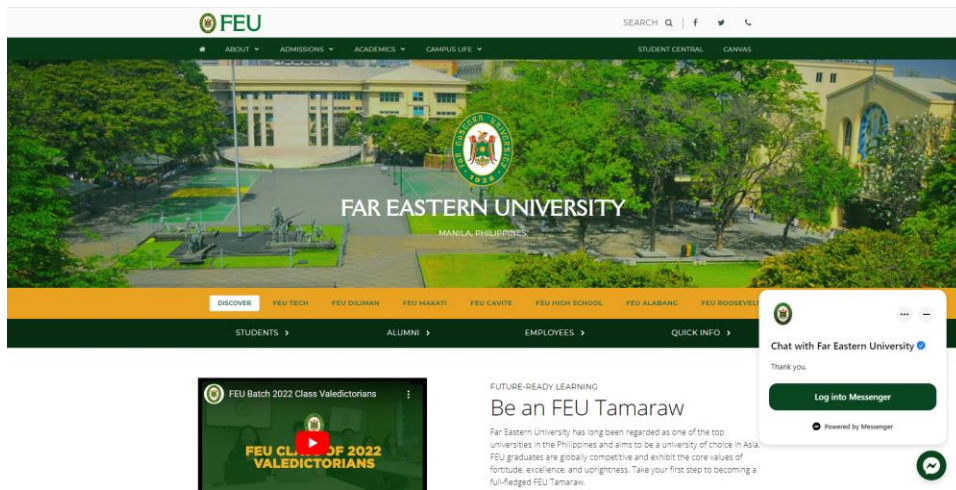 FEU
SEARCH
ABOUT
ADMISSIONS
ACADEMICS
CAMPUS LIFE
STUDENT CENTRAL
CANVAS
FAR EASTERN UNIVERSITY
1928
FAR EASTERN UNIVERSITY
MANILA, PHILIPPINES
DISCOVER
FEU TECH
FEU DILIMAN
FEU MAKATI
FEU CAVITE
FEU HIGH SCHOOL
FEU ALABANG
FEU ROOSEVELT
STUDENTS
ALUMNI
EMPLOYEES
QUICK INFO
Chat with Far Eastern University
Thank you.
Log into Messenger
Powered by Messenger
FEU Batch 2022 Class Valedictorians
FEU CLASS OF 2022
VALEDICTORIANS
FUTURE-READY LEARNING
Be an FEU Tamaraw
Far Eastern University has long been regarded as one of the top
universities in the Philippines and aims to be a university of choice in Asia.
FEU graduates are globally competitive and exhibit the core values of
fortitude, excellence, and uprightness. Take your first step to becoming a
full-fledged FEU Tamaraw.